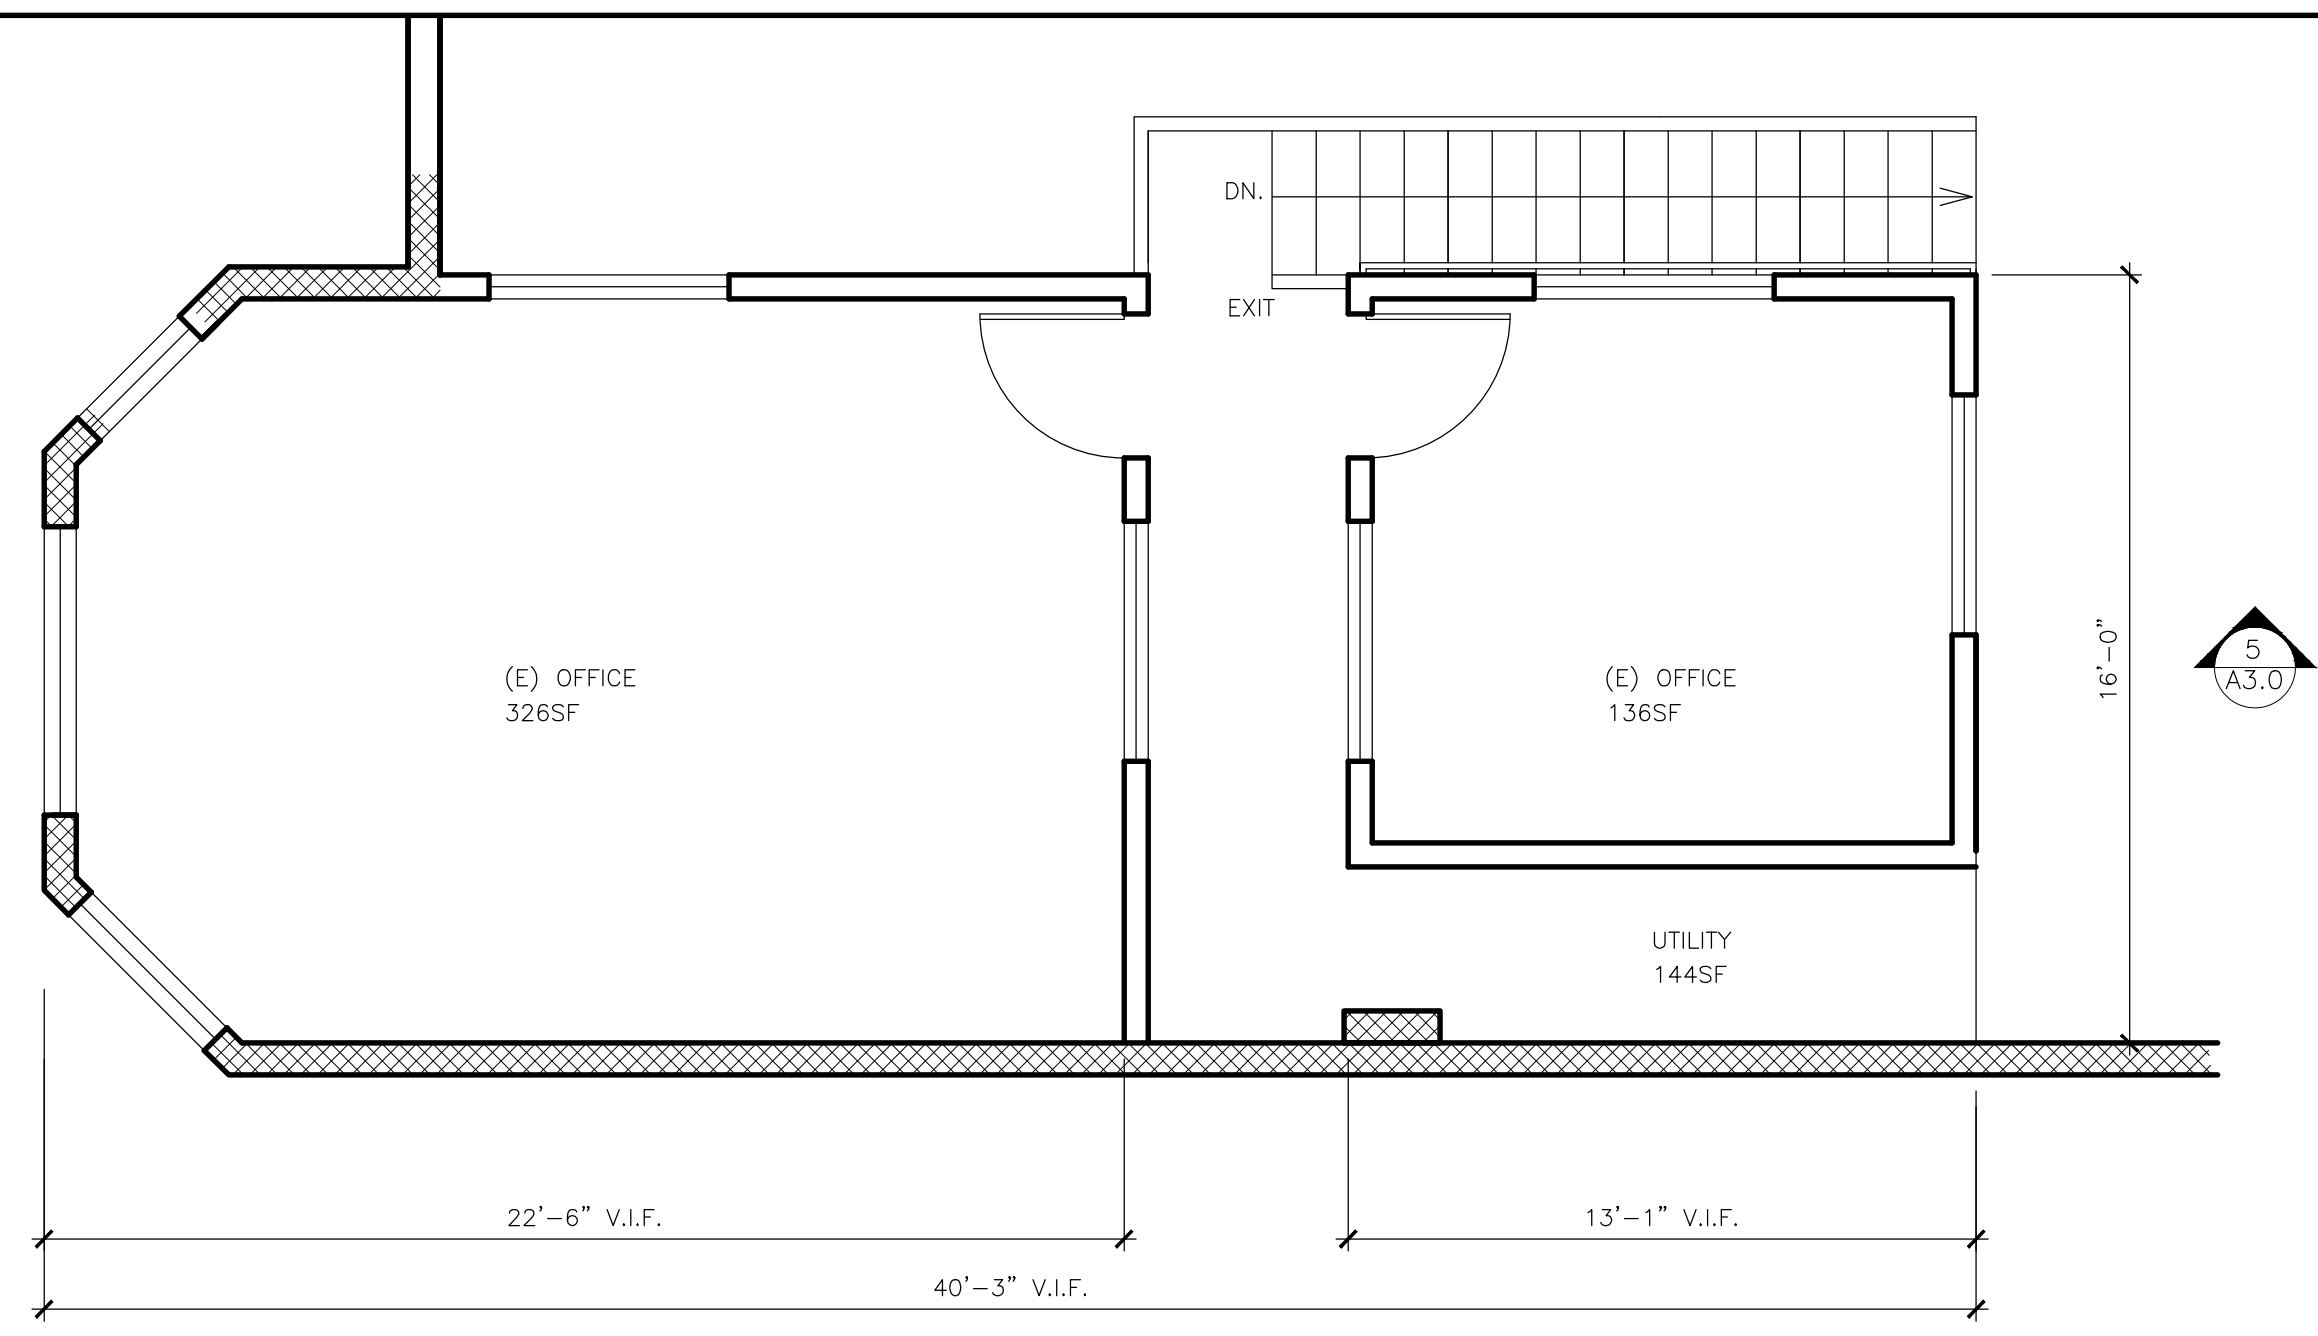 DN.
EXIT
(E) OFFICE
326SF
(E) OFFICE
136SF
16'-0"
5
A3.0
UTILITY
144SF
22'-6" V.I.F.
13'-1" V.I.F.
40'-3" V.I.F.